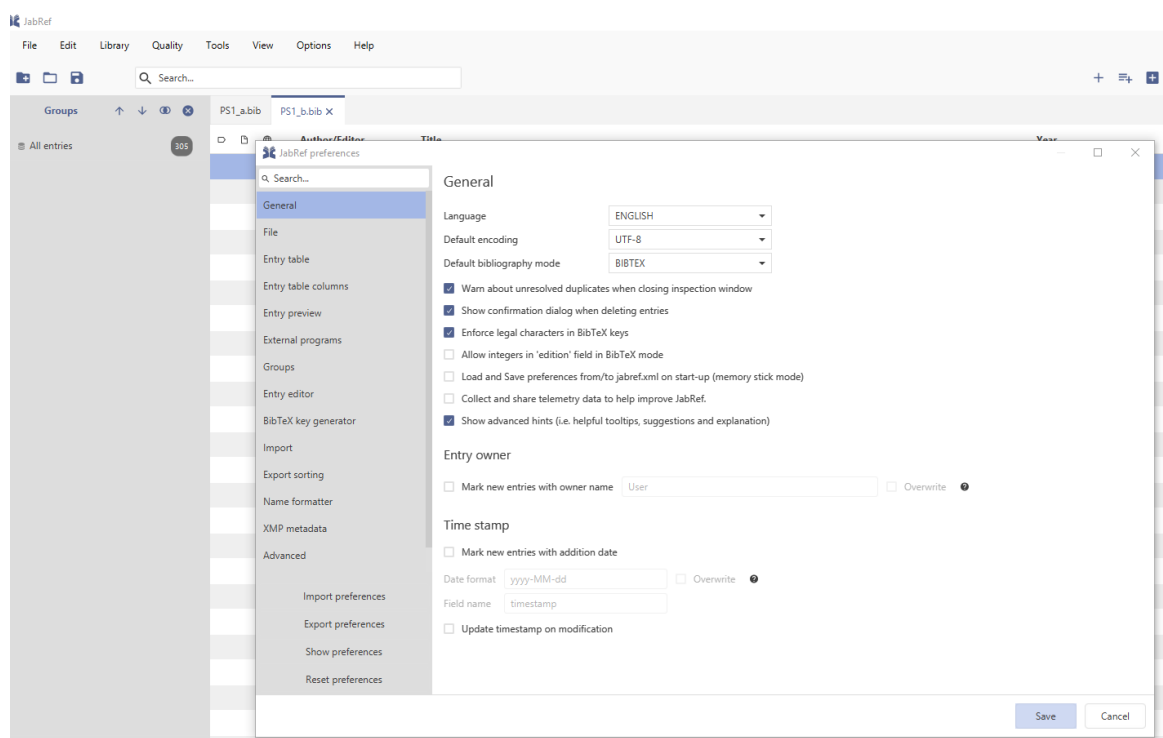 JabRef
File Edit Library Quality Tools View Options Help
Search...
Groups
PS1_a.bib PS1_b.bib
All entries 305
Author/Editor Title Year
JabRef preferences
Search...
General
File
Entry table
Entry table columns
Entry preview
External programs
Groups
Entry editor
BibTeX key generator
Import
Export sorting
Name formatter
XMP metadata
Advanced
Import preferences
Export preferences
Show preferences
Reset preferences
General
Language ENGLISH
Default encoding UTF-8
Default bibliography mode BIBTEX
Warn about unresolved duplicates when closing inspection window
Show confirmation dialog when deleting entries
Enforce legal characters in BibTeX keys
Allow integers in 'edition' field in BibTeX mode
Load and Save preferences from/to jabref.xml on start-up (memory stick mode)
Collect and share telemetry data to help improve JabRef.
Show advanced hints (i.e. helpful tooltips, suggestions and explanation)
Entry owner
Mark new entries with owner name User Overwrite
Time stamp
Mark new entries with addition date
Date format yyyy-MM-dd Overwrite
Field name timestamp
Update timestamp on modification
Save Cancel